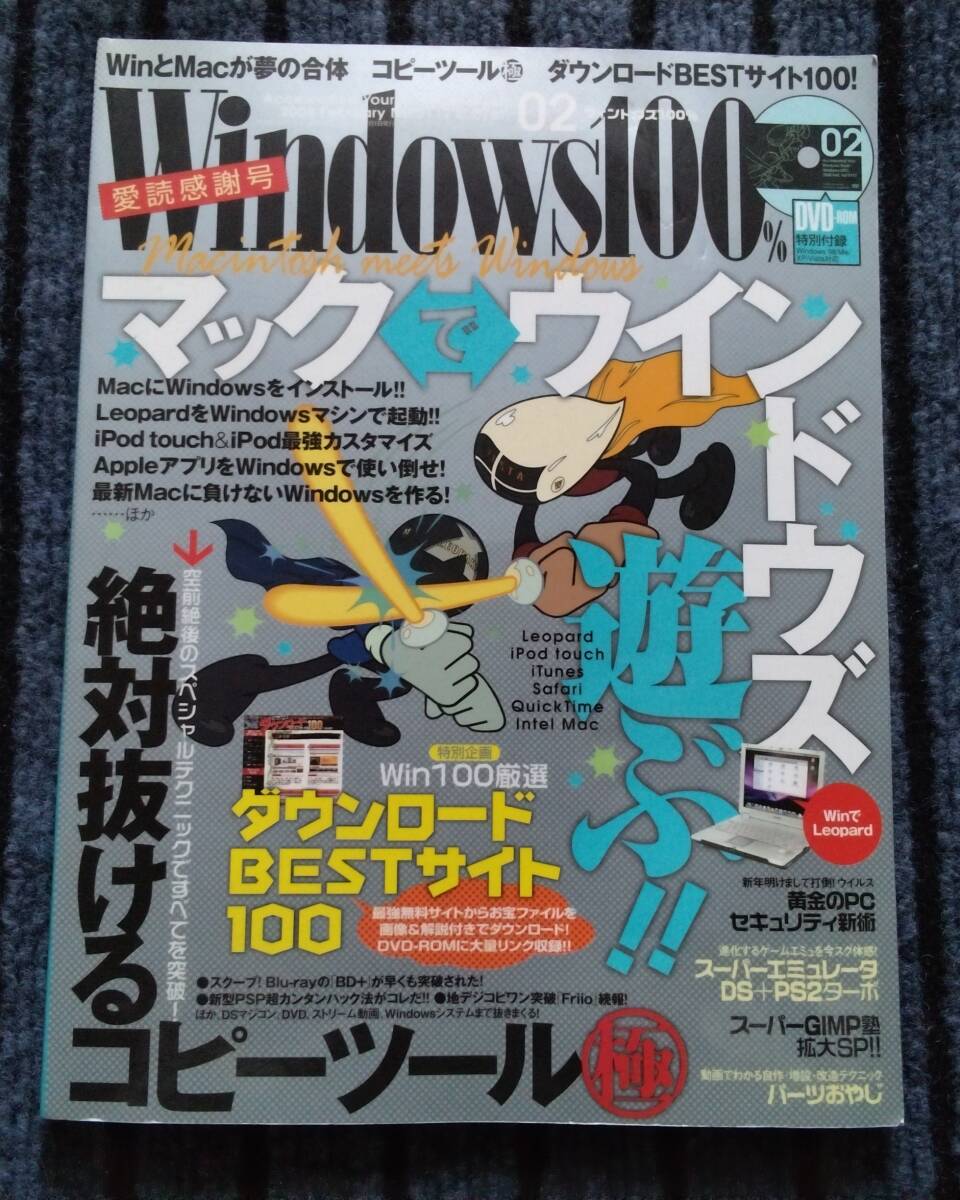 WinとMacが夢の合体 コピーツール極 ダウンロードBESTサイト100!
02 ウインドウズ100%
Windows100%
愛読感謝号
02
DVD-ROM
特別付録
Windows 98/Me/
XP/Vista対応
Macintosh meets Windows
マックでウインドウズ
遊ぶ!!
MacにWindowsをインストール!!
LeopardをWindowsマシンで起動!!
iPod touch&iPod最強カスタマイズ
AppleアプリをWindowsで使い倒せ!
最新Macに負けないWindowsを作る!
……ほか
Leopard
iPod touch
iTunes
Safari
QuickTime
Intel Mac
Winで
Leopard
空前絶後のスペシャルテクニックですべてを突破!
絶対抜ける
コピーツール極
特別企画
Win100厳選
ダウンロード
BESTサイト
100
最強無料サイトからお宝ファイルを
画像&解説付きでダウンロード!
DVD-ROMに大量リンク収録!!
●スクープ! Blu-rayの「BD+」が早くも突破された!
●新型PSP超カンタンハック法がコレだ!! ●地デジコピワン突破「Friio」続報!
ほか、DSマジコン、DVD、ストリーム動画、Windowsシステムまで抜きまくる!
新年明けまして打倒!ウイルス
黄金のPC
セキュリティ新術
進化するゲームエミュを今スグ体感!
スーパーエミュレータ
DS+PS2ターボ
スーパーGIMP塾
拡大SP!!
動画でわかる自作・増設・改造テクニック
パーツおやじ